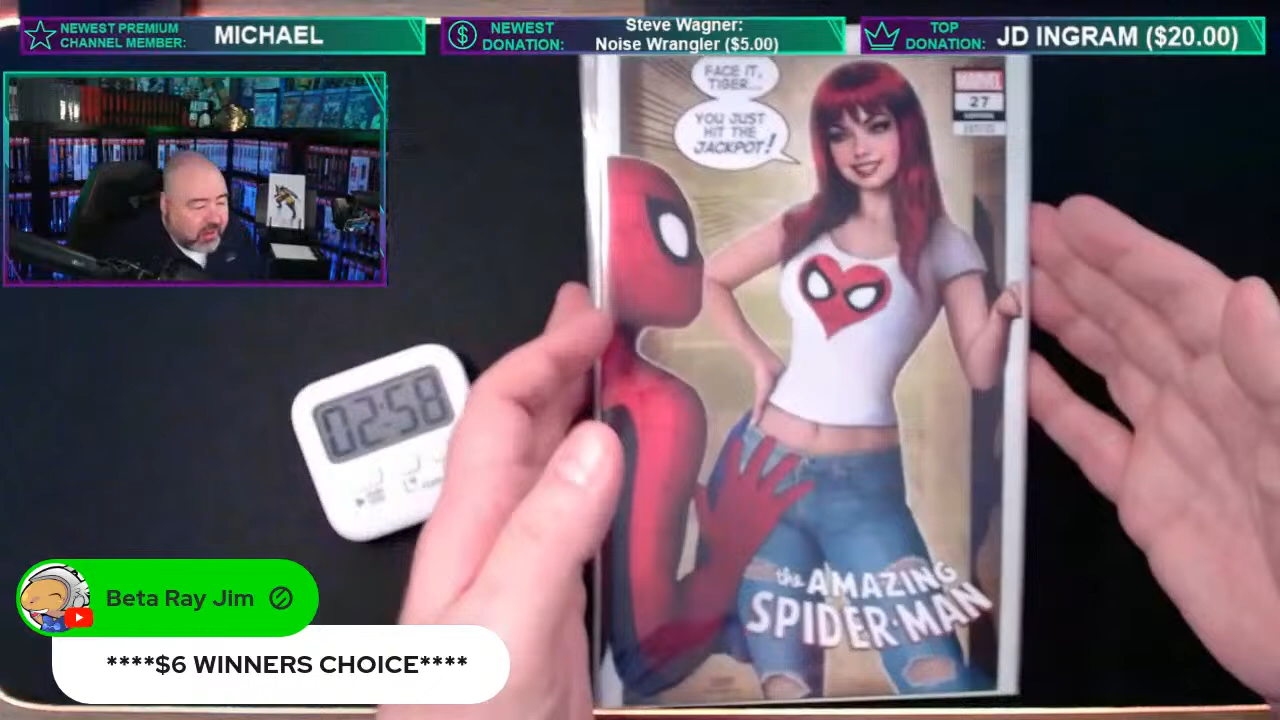 NEWEST PREMIUM
CHANNEL MEMBER:
MICHAEL
NEWEST
DONATION:
Steve Wagner:
Noise Wrangler ($5.00)
TOP
DONATION:
JD INGRAM ($20.00)
FACE IT,
TIGER...
YOU JUST
HIT THE
JACKPOT!
MARVEL
27
02:58
the AMAZING
SPIDER-MAN
Beta Ray Jim
****$6 WINNERS CHOICE****